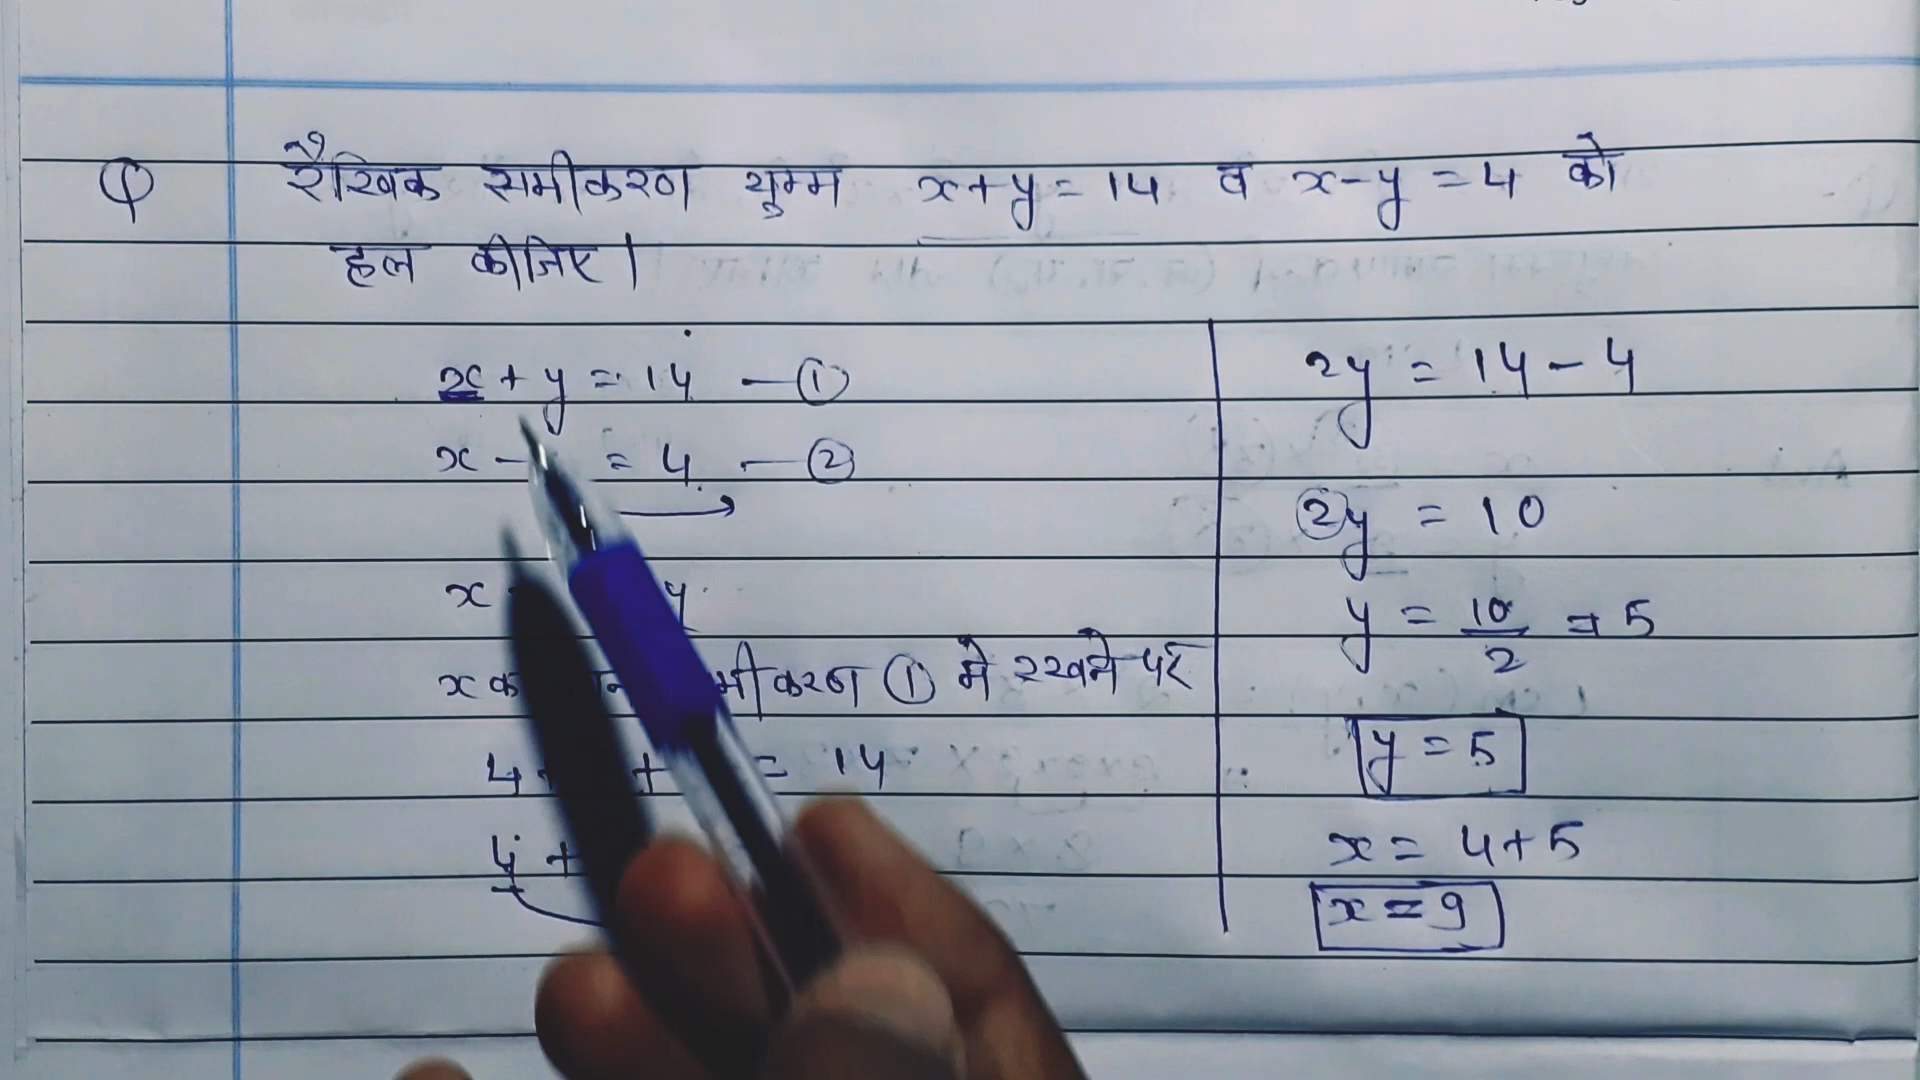 Q रैखिक समीकरण युग्म x+y=14 व x-y=4 को
हल कीजिए।
x + y = 14 — ①
x - = 4 — ②
x y
x मीकरण ① मे रखने पर
4 + = 14
4 +
2y = 14 - 4
2y = 10
y = 10/2 = 5
y = 5
x = 4+5
x = 9